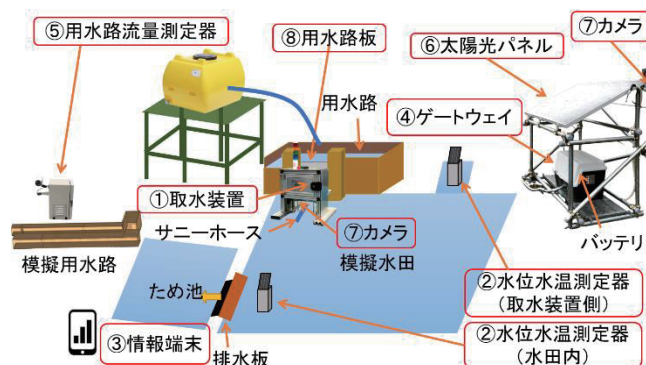 ⑤用水路流量測定器
⑧用水路板
⑦カメラ
⑥太陽光パネル
用水路
④ゲートウェイ
①取水装置
サニーホース
⑦カメラ
模擬水田
バッテリ
模擬用水路
ため池
②水位水温測定器
(取水装置側)
②水位水温測定器
(水田内)
③情報端末
排水板